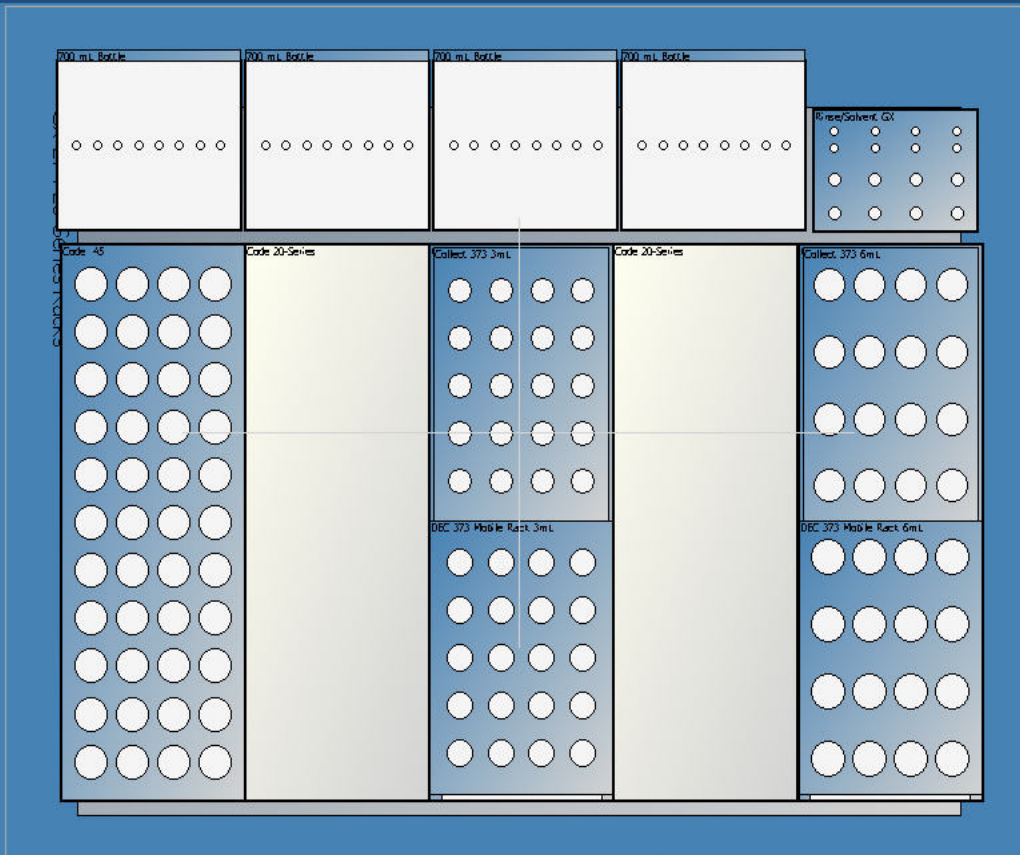 700 mL Bottle
700 mL Bottle
700 mL Bottle
700 mL Bottle
Rinse/Solvent GX
Code 45
Code 20-Series
Collect 373 3mL
Code 20-Series
Collect 373 6mL
DEC 373 Mobile Rack 3mL
DEC 373 Mobile Rack 6mL